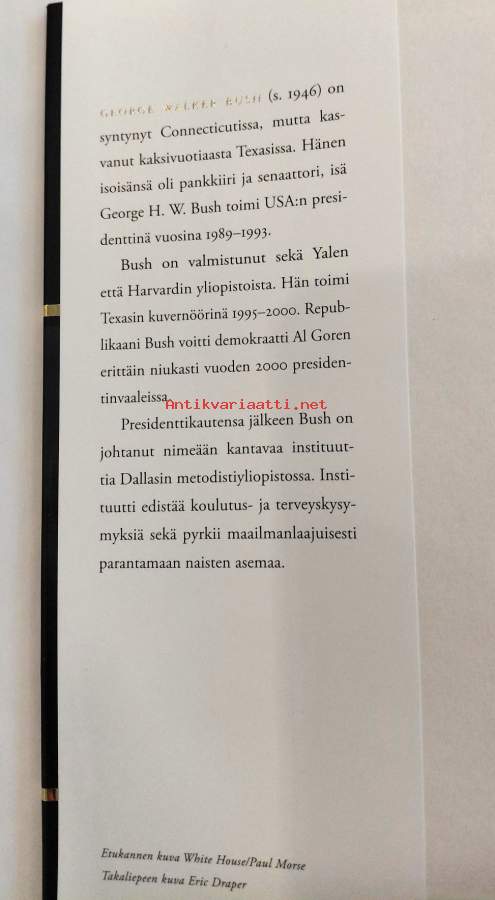 GEORGE WALKER BUSH (s. 1946) on
syntynyt Connecticutissa, mutta kas-
vanut kaksivuotiaasta Texasissa. Hänen
isoisänsä oli pankkiiri ja senaattori, isä
George H. W. Bush toimi USA:n presi-
denttinä vuosina 1989–1993.
Bush on valmistunut sekä Yalen
että Harvardin yliopistoista. Hän toimi
Texasin kuvernöörinä 1995–2000. Repub-
likaani Bush voitti demokraatti Al Goren
erittäin niukasti vuoden 2000 presiden-
tinvaaleissa.
Antikvariaatti.net
Presidenttikautensa jälkeen Bush on
johtanut nimeään kantavaa instituut-
tia Dallasin metodistiyliopistossa. Insti-
tuutti edistää koulutus- ja terveyskysy-
myksiä sekä pyrkii maailmanlaajuisesti
parantamaan naisten asemaa.
Etukannen kuva White House/Paul Morse
Takaliepeen kuva Eric Draper